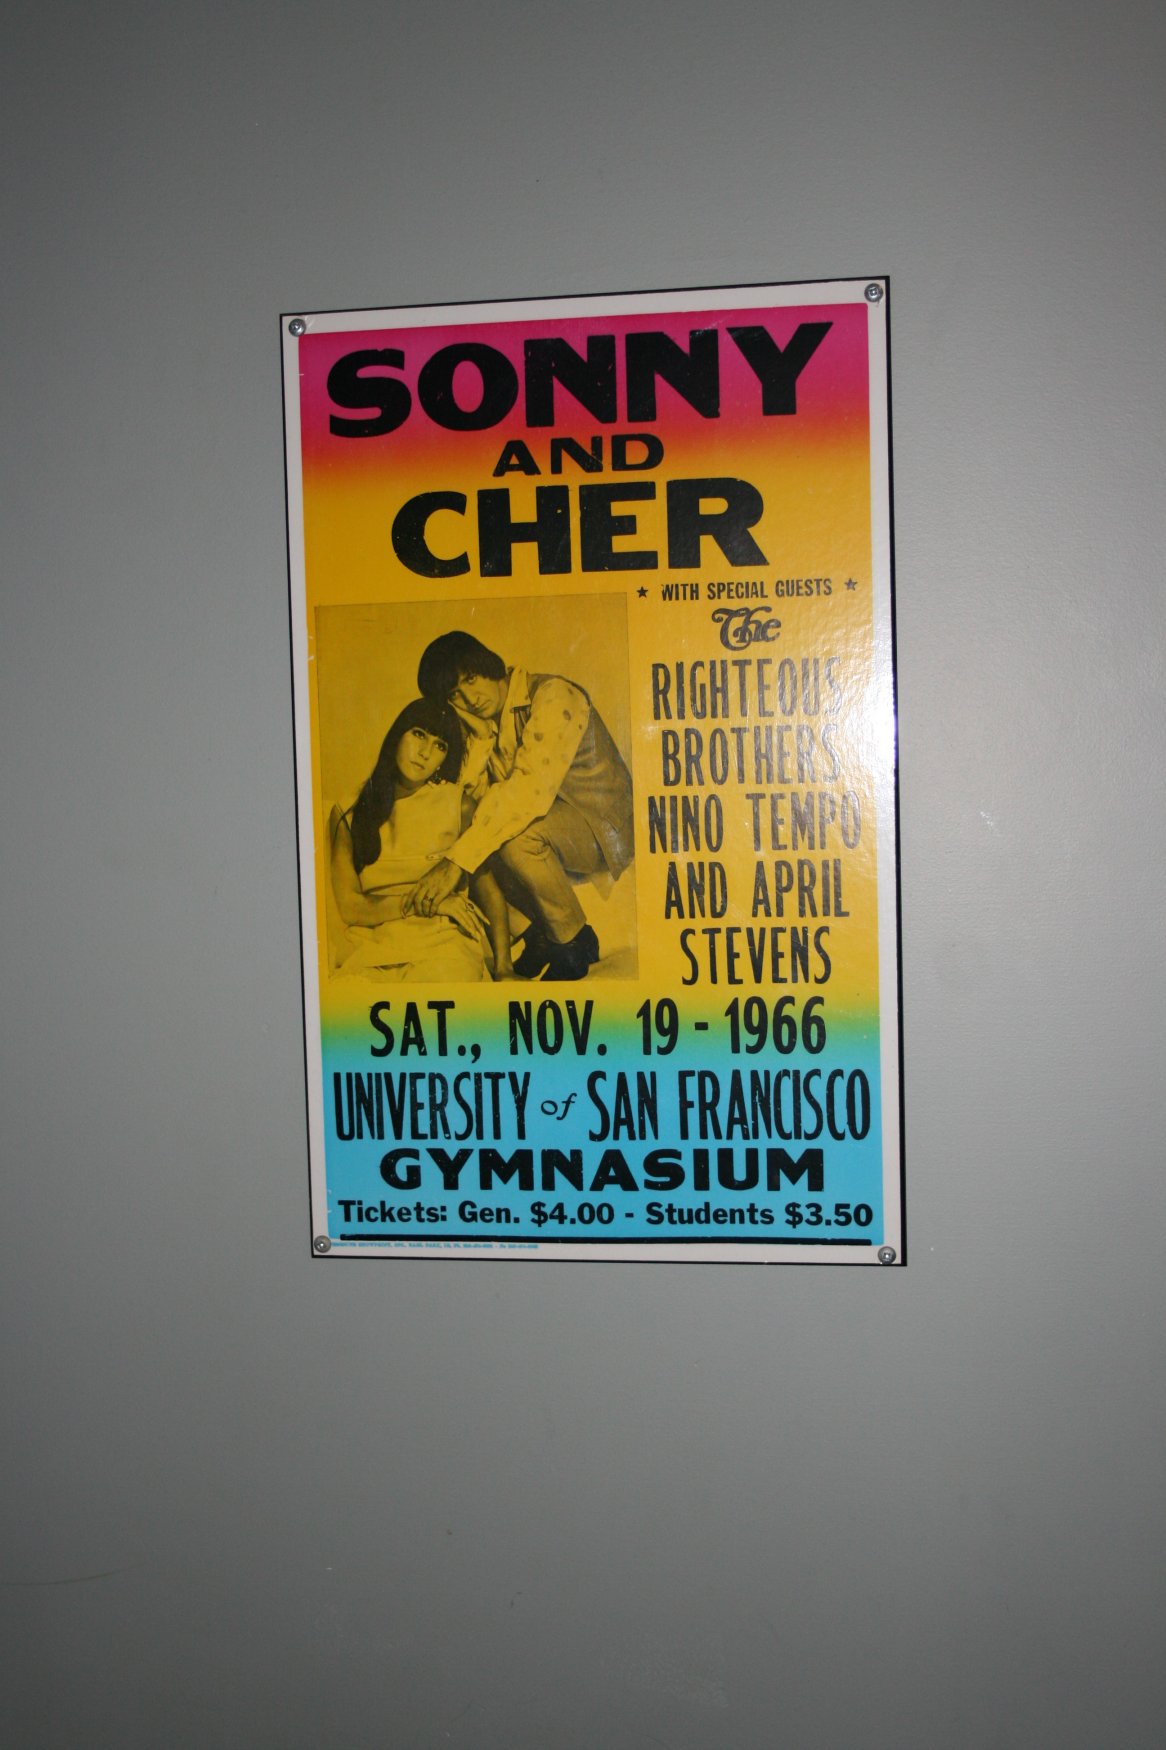 SONNY
AND
CHER
★ WITH SPECIAL GUESTS ★
The
RIGHTEOUS
BROTHERS
NINO TEMPO
AND APRIL
STEVENS
SAT., NOV. 19 - 1966
UNIVERSITY of SAN FRANCISCO
GYMNASIUM
Tickets: Gen. $4.00 - Students $3.50